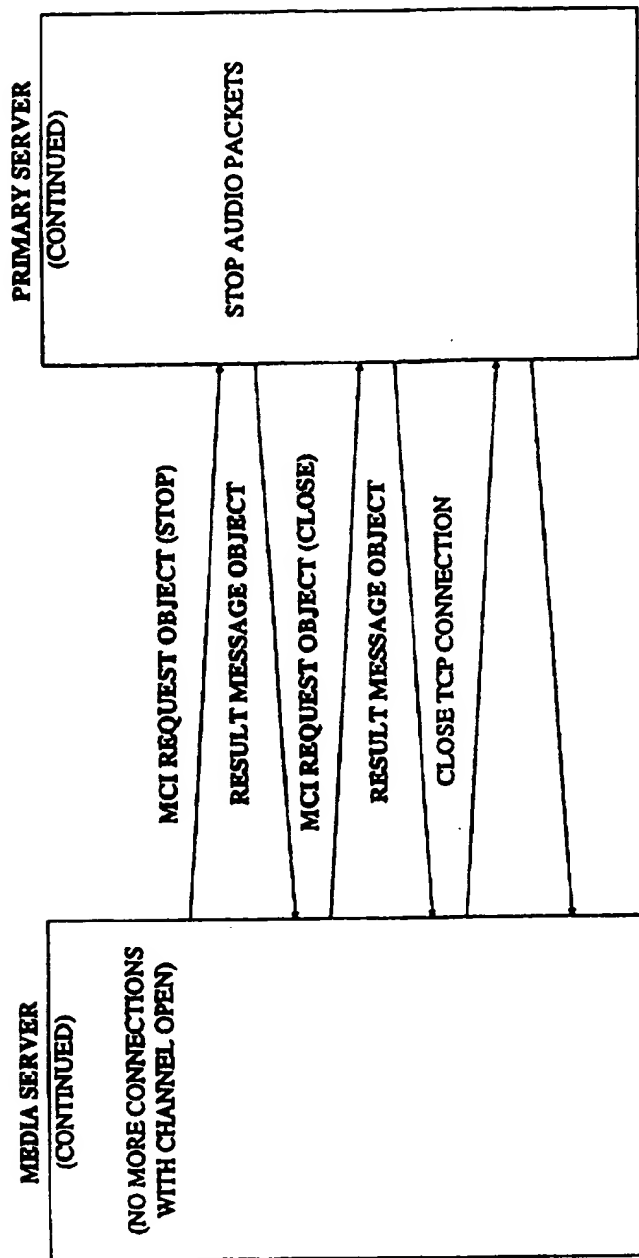 MEDIA SERVER
(CONTINUED)
(NO MORE CONNECTIONS
WITH CHANNEL OPEN)
MCI REQUEST OBJECT (STOP)
RESULT MESSAGE OBJECT
MCI REQUEST OBJECT (CLOSE)
RESULT MESSAGE OBJECT
CLOSE TCP CONNECTION
PRIMARY SERVER
(CONTINUED)
STOP AUDIO PACKETS